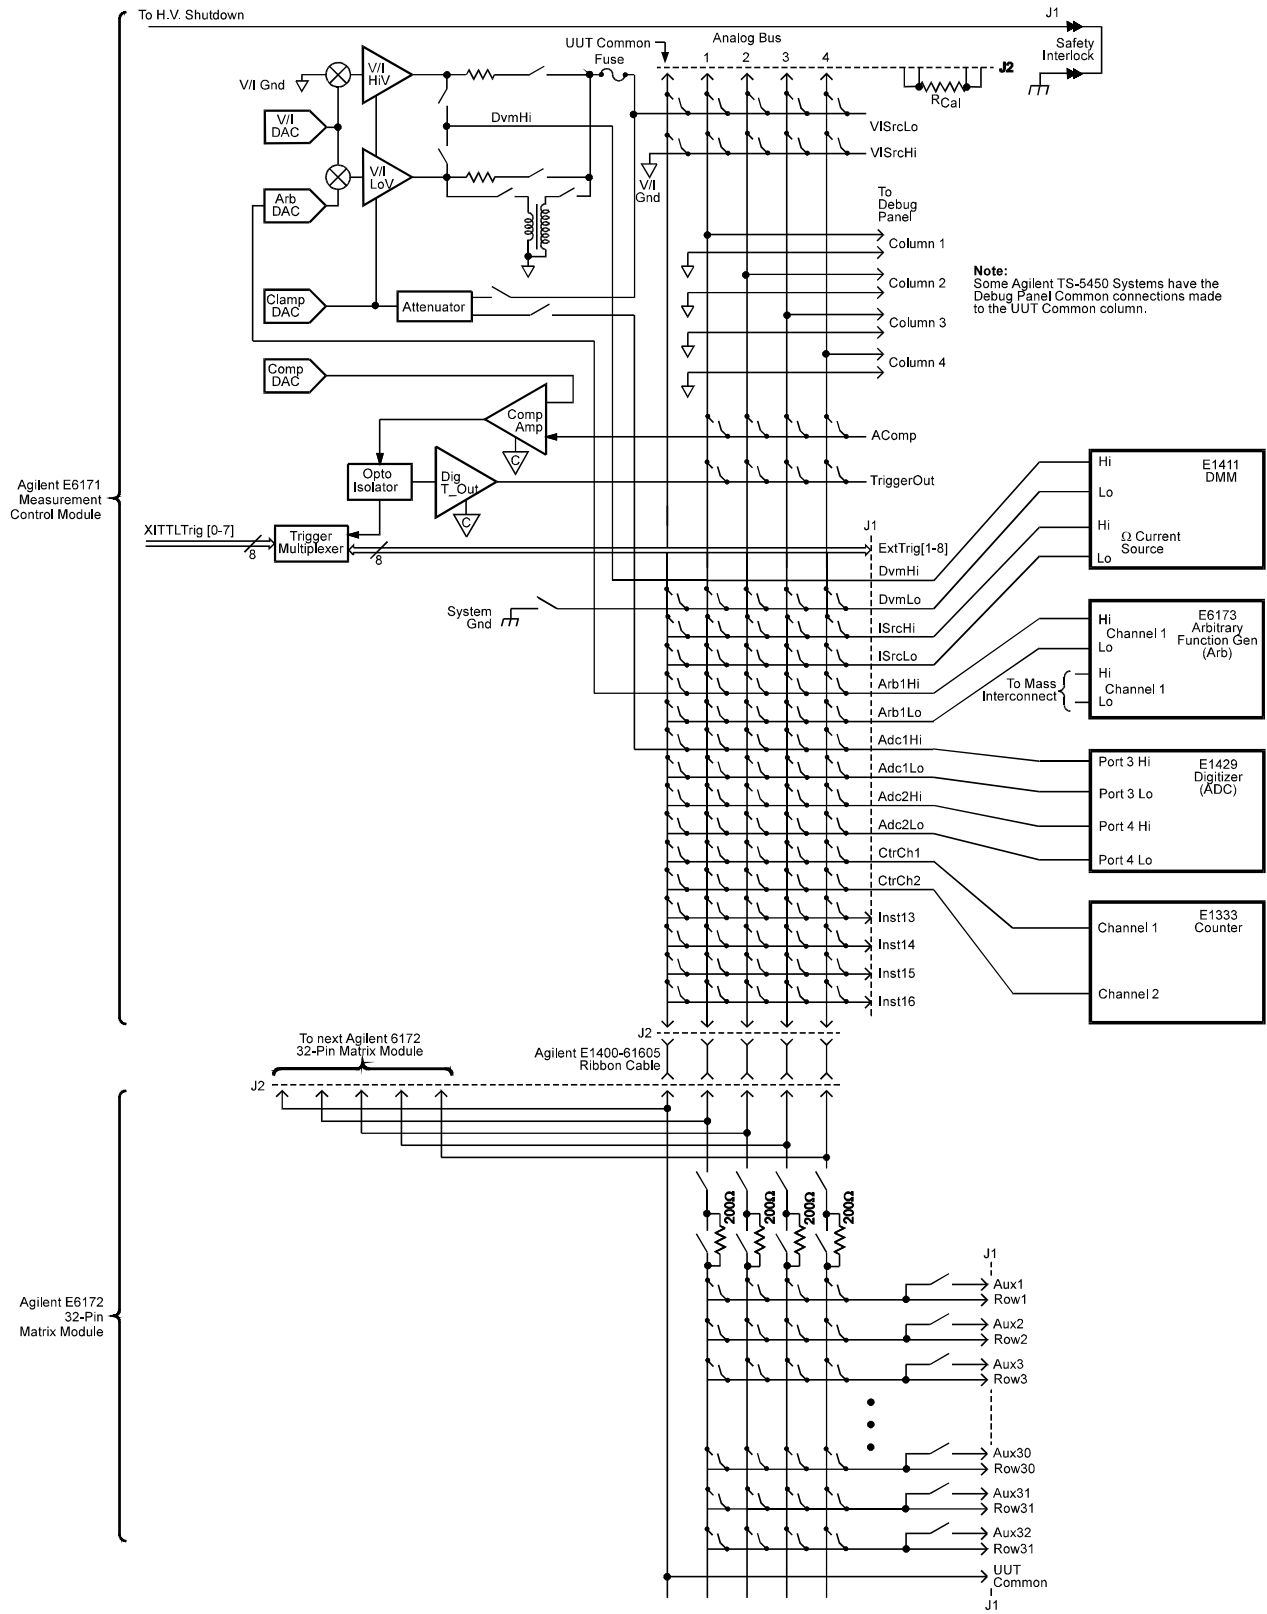 To H.V. Shutdown
J1
Safety
Interlock
UUT Common
Fuse
Analog Bus
1 2 3 4
J2
RCal
V/I Gnd
V/I
HiV
V/I
DAC
DvmHi
V/I
LoV
Arb
DAC
VISrcLo
VISrcHi
V/I
Gnd
To
Debug
Panel
Column 1
Column 2
Column 3
Column 4
Note:
Some Agilent TS-5450 Systems have the
Debug Panel Common connections made
to the UUT Common column.
Clamp
DAC
Attenuator
Comp
DAC
Comp
Amp
C
AComp
Opto
Isolator
Dig
T_Out
C
TriggerOut
Agilent E6171
Measurement
Control Module
XITTLTrig [0-7]
8
Trigger
Multiplexer
8
J1
ExtTrig[1-8]
DvmHi
System
Gnd
DvmLo
ISrcHi
ISrcLo
Arb1Hi
Arb1Lo
Adc1Hi
Adc1Lo
Adc2Hi
Adc2Lo
CtrCh1
CtrCh2
Inst13
Inst14
Inst15
Inst16
Hi
E1411
DMM
Lo
Hi
Ω Current
Source
Lo
Hi
E6173
Channel 1
Arbitrary
Function Gen
(Arb)
Lo
To Mass
Interconnect
Hi
Channel 1
Lo
Port 3 Hi
E1429
Digitizer
(ADC)
Port 3 Lo
Port 4 Hi
Port 4 Lo
Channel 1
E1333
Counter
Channel 2
J2
To next Agilent 6172
32-Pin Matrix Module
Agilent E1400-61605
Ribbon Cable
J2
200Ω
200Ω
200Ω
200Ω
Agilent E6172
32-Pin
Matrix Module
J1
Aux1
Row1
Aux2
Row2
Aux3
Row3
Aux30
Row30
Aux31
Row31
Aux32
Row31
UUT
Common
J1